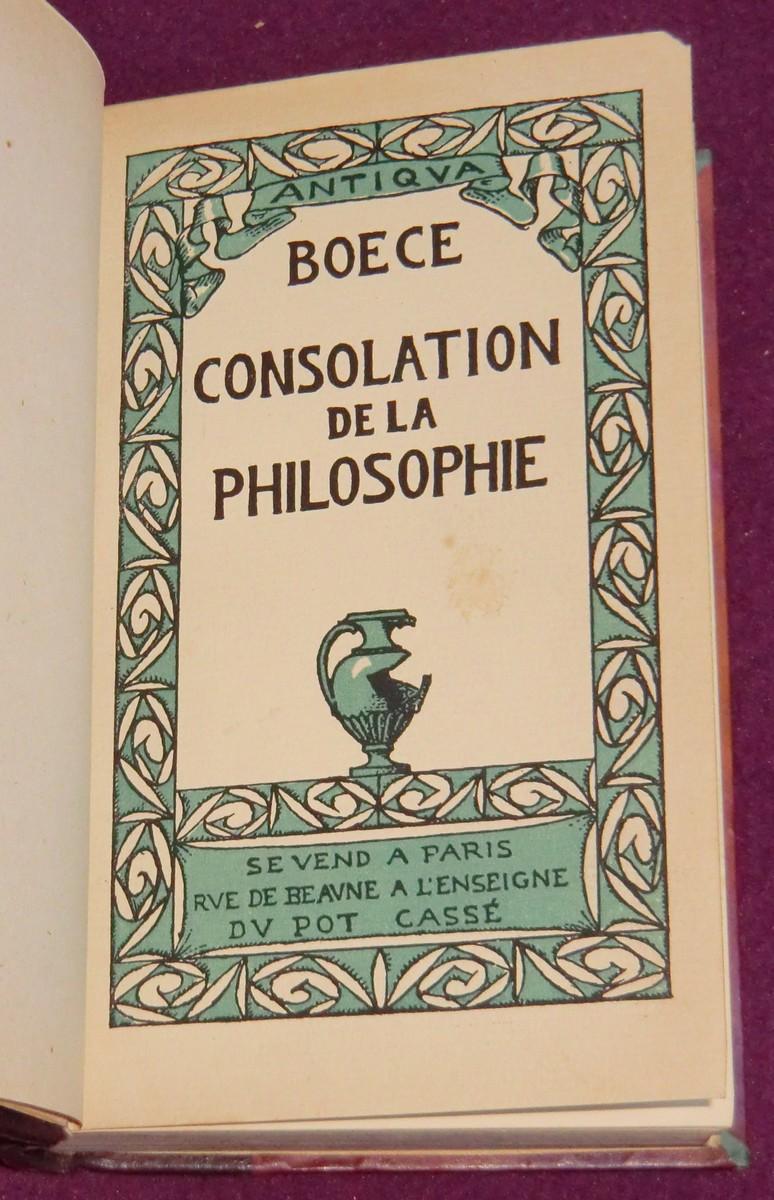 ANTIQVA
BOECE
CONSOLATION
DE LA
PHILOSOPHIE
SE VEND A PARIS
RVE DE BEAVNE A L'ENSEIGNE
DV POT CASSÉ